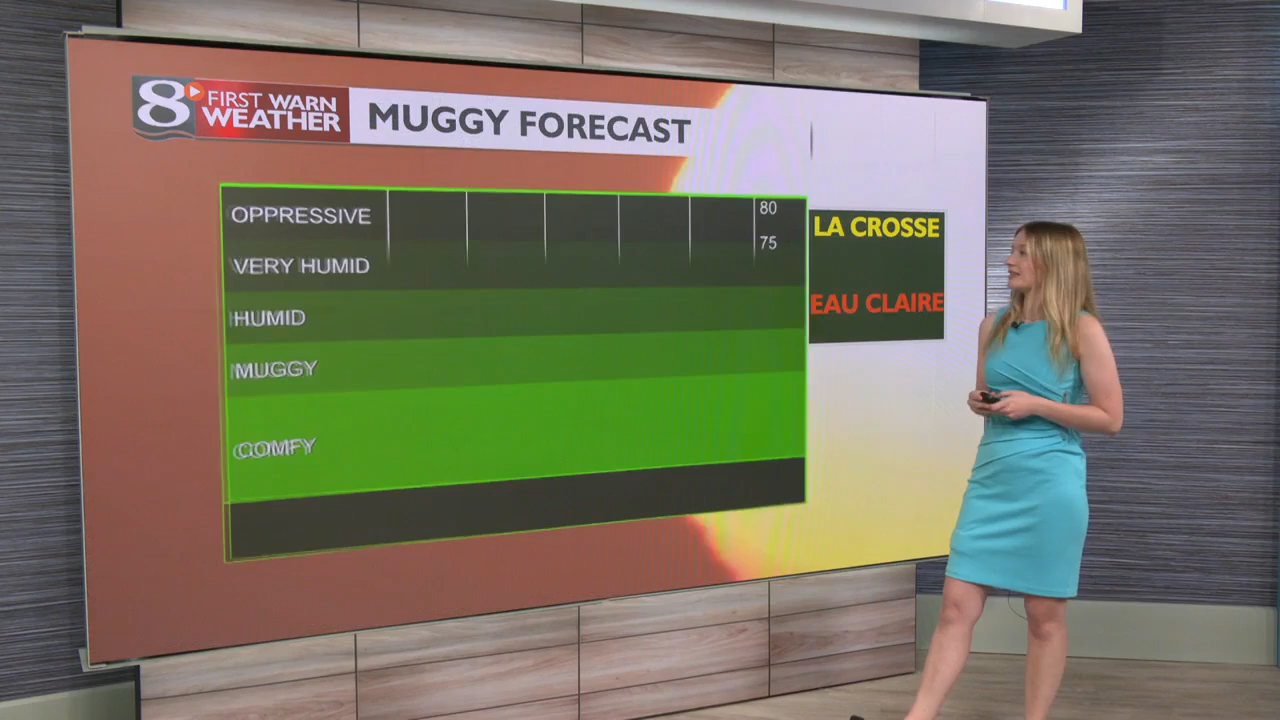 8 FIRST WARN
WEATHER
MUGGY FORECAST
OPPRESSIVE
VERY HUMID
HUMID
MUGGY
COMFY
80
75
LA CROSSE
EAU CLAIRE